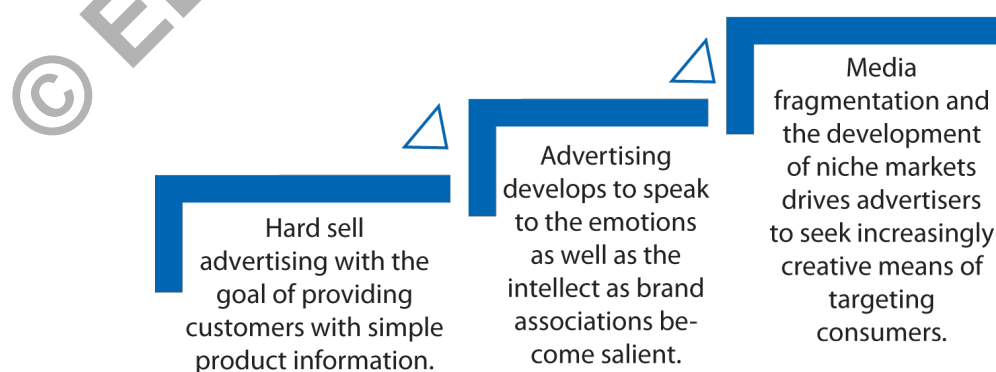 ©
Hard sell
advertising with the
goal of providing
customers with simple
product information.
Advertising
develops to speak
to the emotions
as well as the
intellect as brand
associations be-
come salient.
Media
fragmentation and
the development
of niche markets
drives advertisers
to seek increasingly
creative means of
targeting
consumers.